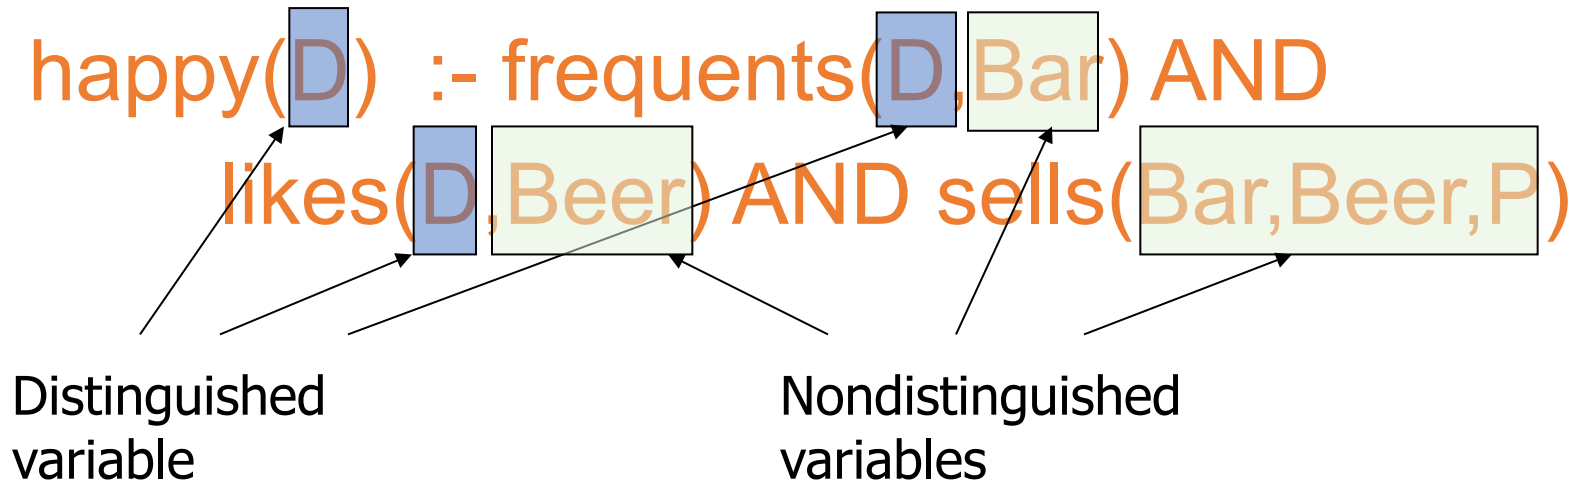 happy(D) :- frequents(D,Bar) AND
likes(D,Beer) AND sells(Bar,Beer,P)
Distinguished
variable
Nondistinguished
variables